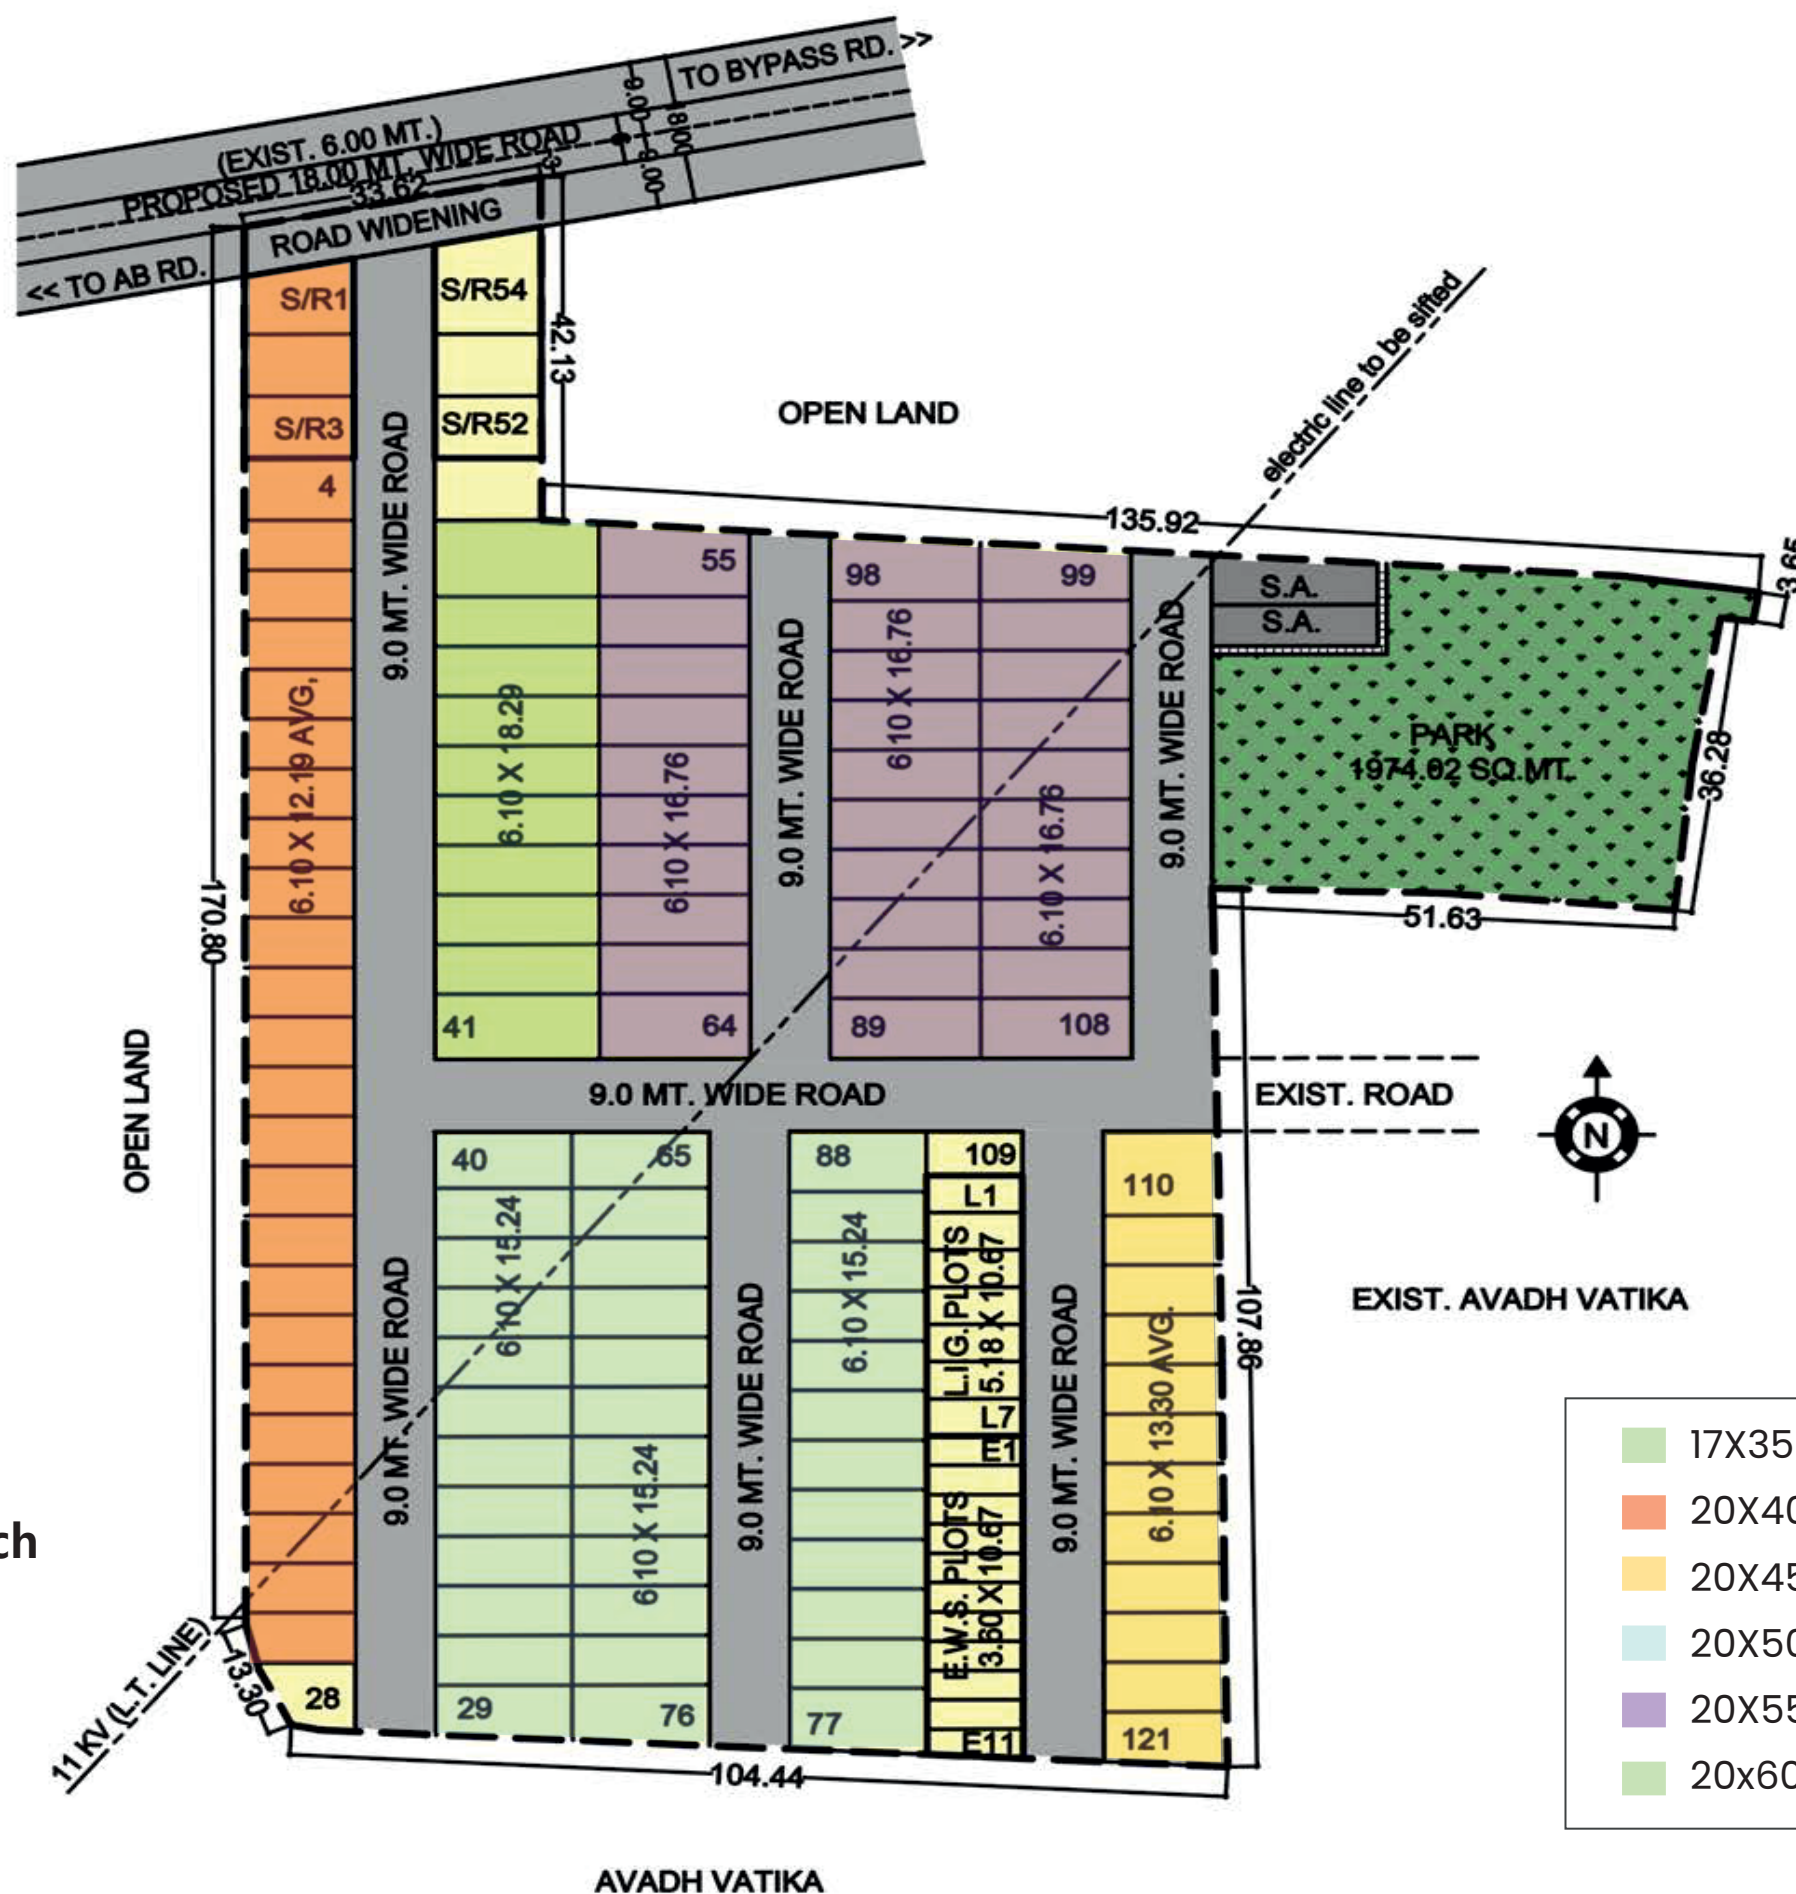 TO BYPASS RD. >>
(EXIST. 6.00 MT.)
PROPOSED 18.00 MT. WIDE ROAD
9.00
18.00
9.00
33.62
ROAD WIDENING
<< TO AB RD.
S/R1
S/R54
42.13
S/R3
S/R52
4
9.0 MT. WIDE ROAD
OPEN LAND
electric line to be sifted
135.92
3.65
55
98
99
S.A.
S.A.
6.10 X 12.19 AVG,
6.10 X 18.29
6.10 X 16.76
9.0 MT. WIDE ROAD
6 10 X 16.76
6.10 X 16.76
9.0 MT. WIDE ROAD
PARK
1974.02 SQ.MT.
36.28
51.63
170.80
41
64
89
108
9.0 MT. WIDE ROAD
EXIST. ROAD
N
OPEN LAND
40
65
88
109
L1
110
6.10 X 15.24
6.10 X 15.24
L.I.G. PLOTS
5.18 X 10.67
L7
E1
9.0 MT. WIDE ROAD
6 10 X 15.24
9.0 MT. WIDE ROAD
E.W.S. PLOTS
3.60 X 10.67
9.0 MT. WIDE ROAD
6.10 X 13.30 AVG.
107.86
EXIST. AVADH VATIKA
17X35
20X40
20X45
20X50
20X55
20x60
ch
11 KV (L.T. LINE)
13.30
28
29
76
77
E11
121
104.44
AVADH VATIKA